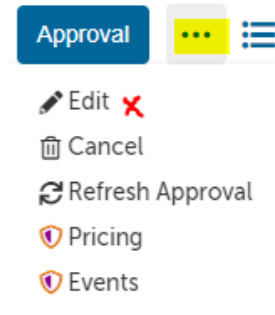 Approval ...
Edit
Cancel
Refresh Approval
Pricing
Events